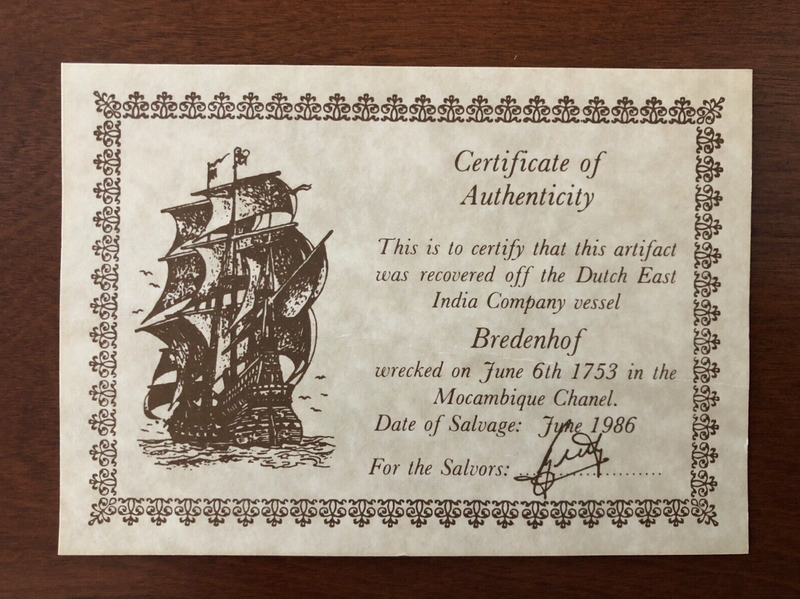 Certificate of
Authenticity
This is to certify that this artifact
was recovered off the Dutch East
India Company vessel
Bredenhof
wrecked on June 6th 1753 in the
Mocambique Chanel.
Date of Salvage: June 1986
For the Salvors: